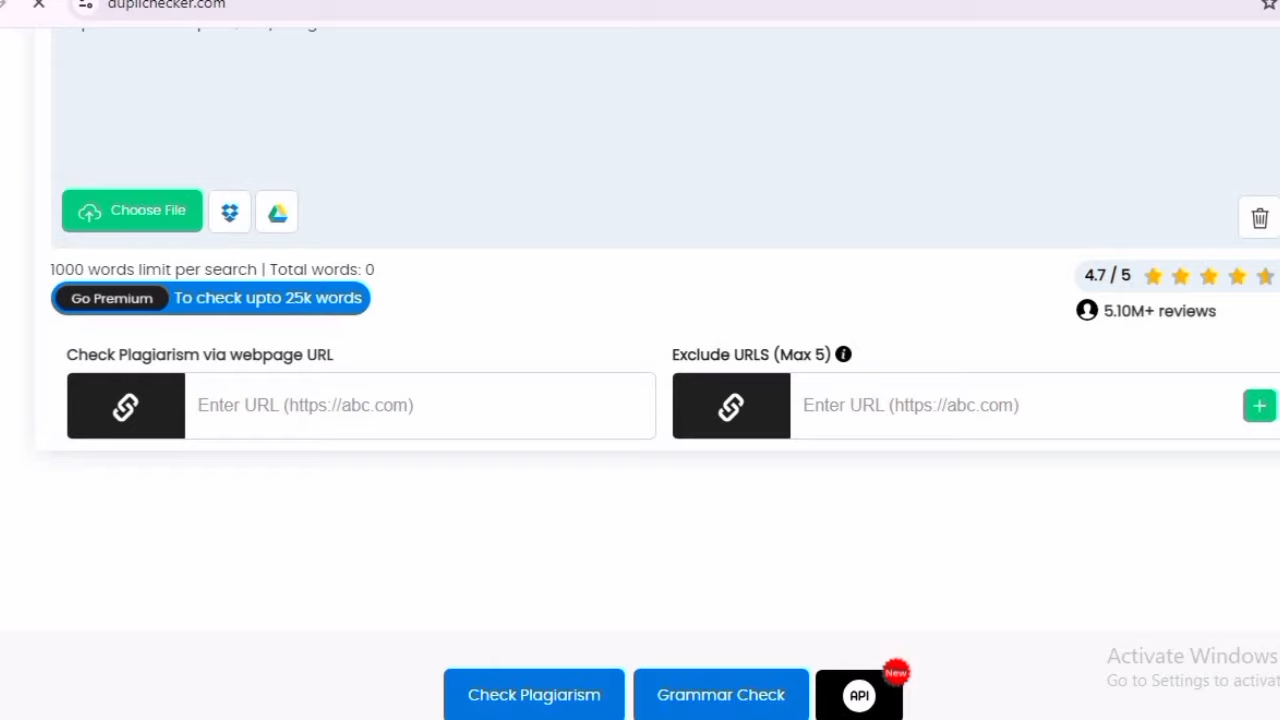 duplichecker.com
Choose File
1000 words limit per search | Total words: 0
Go Premium To check upto 25k words
4.7 / 5
5.10M+ reviews
Check Plagiarism via webpage URL
Exclude URLS (Max 5)
Enter URL (https://abc.com)
Enter URL (https://abc.com)
Activate Windows
Go to Settings to activat
Check Plagiarism
Grammar Check
API
New